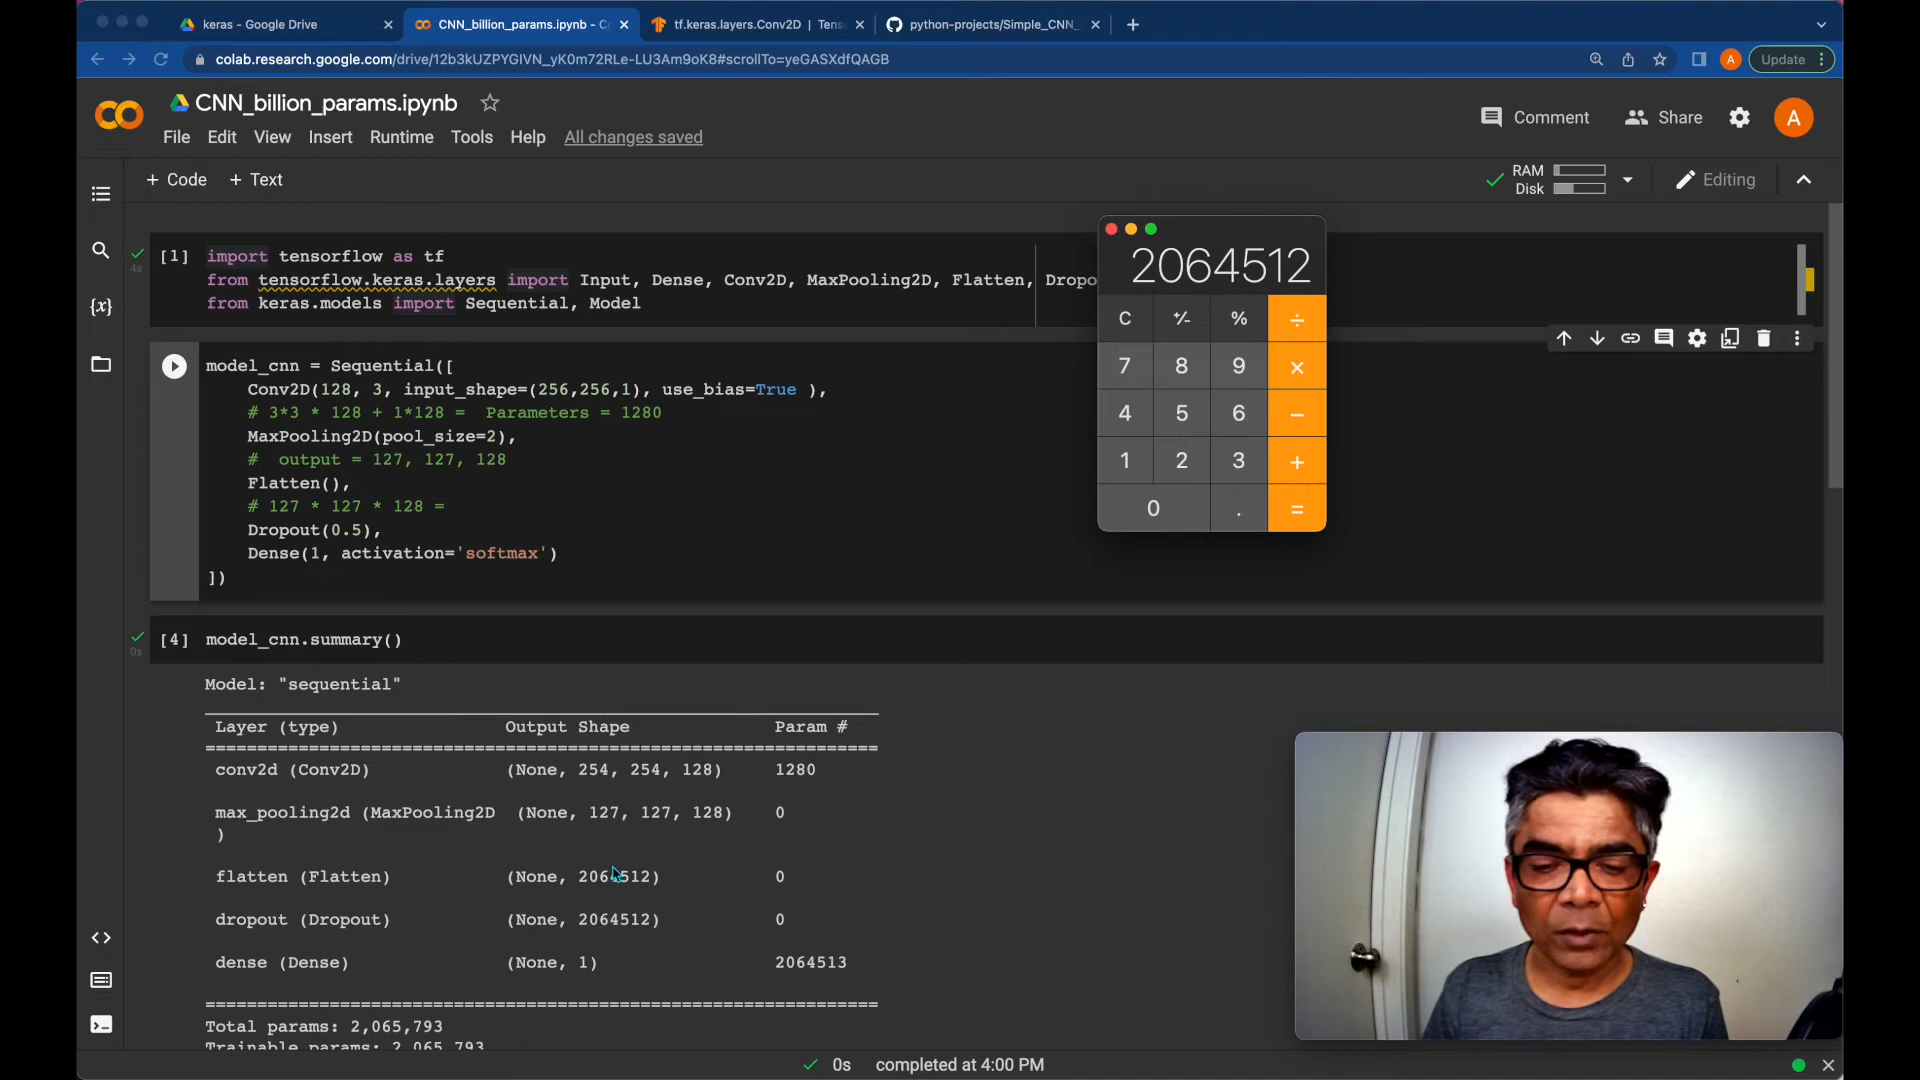 keras - Google Drive
CNN_billion_params.ipynb - C
tf.keras.layers.Conv2D | Tens
python-projects/Simple_CNN_
colab.research.google.com/drive/12b3kUZPYGIVN_yK0m72RLe-LU3Am9oK8#scrollTo=yeGASXdfQAGB
A
Update
CNN_billion_params.ipynb
Comment
Share
A
File Edit View Insert Runtime Tools Help All changes saved
+ Code + Text
RAM
Disk
Editing
4s
[1] import tensorflow as tf
from tensorflow.keras.layers import Input, Dense, Conv2D, MaxPooling2D, Flatten, Dropo
from keras.models import Sequential, Model
2064512
C +/- % ÷
7 8 9 ×
4 5 6 −
1 2 3 +
0 . =
model_cnn = Sequential([
Conv2D(128, 3, input_shape=(256,256,1), use_bias=True ),
# 3*3 * 128 + 1*128 = Parameters = 1280
MaxPooling2D(pool_size=2),
# output = 127, 127, 128
Flatten(),
# 127 * 127 * 128 =
Dropout(0.5),
Dense(1, activation='softmax')
])
0s
[4] model_cnn.summary()
Model: "sequential"
Layer (type) Output Shape Param #
conv2d (Conv2D) (None, 254, 254, 128) 1280
max_pooling2d (MaxPooling2D (None, 127, 127, 128) 0
)
flatten (Flatten) (None, 2064512) 0
dropout (Dropout) (None, 2064512) 0
dense (Dense) (None, 1) 2064513
Total params: 2,065,793
Trainable params: 2,065,793
0s completed at 4:00 PM